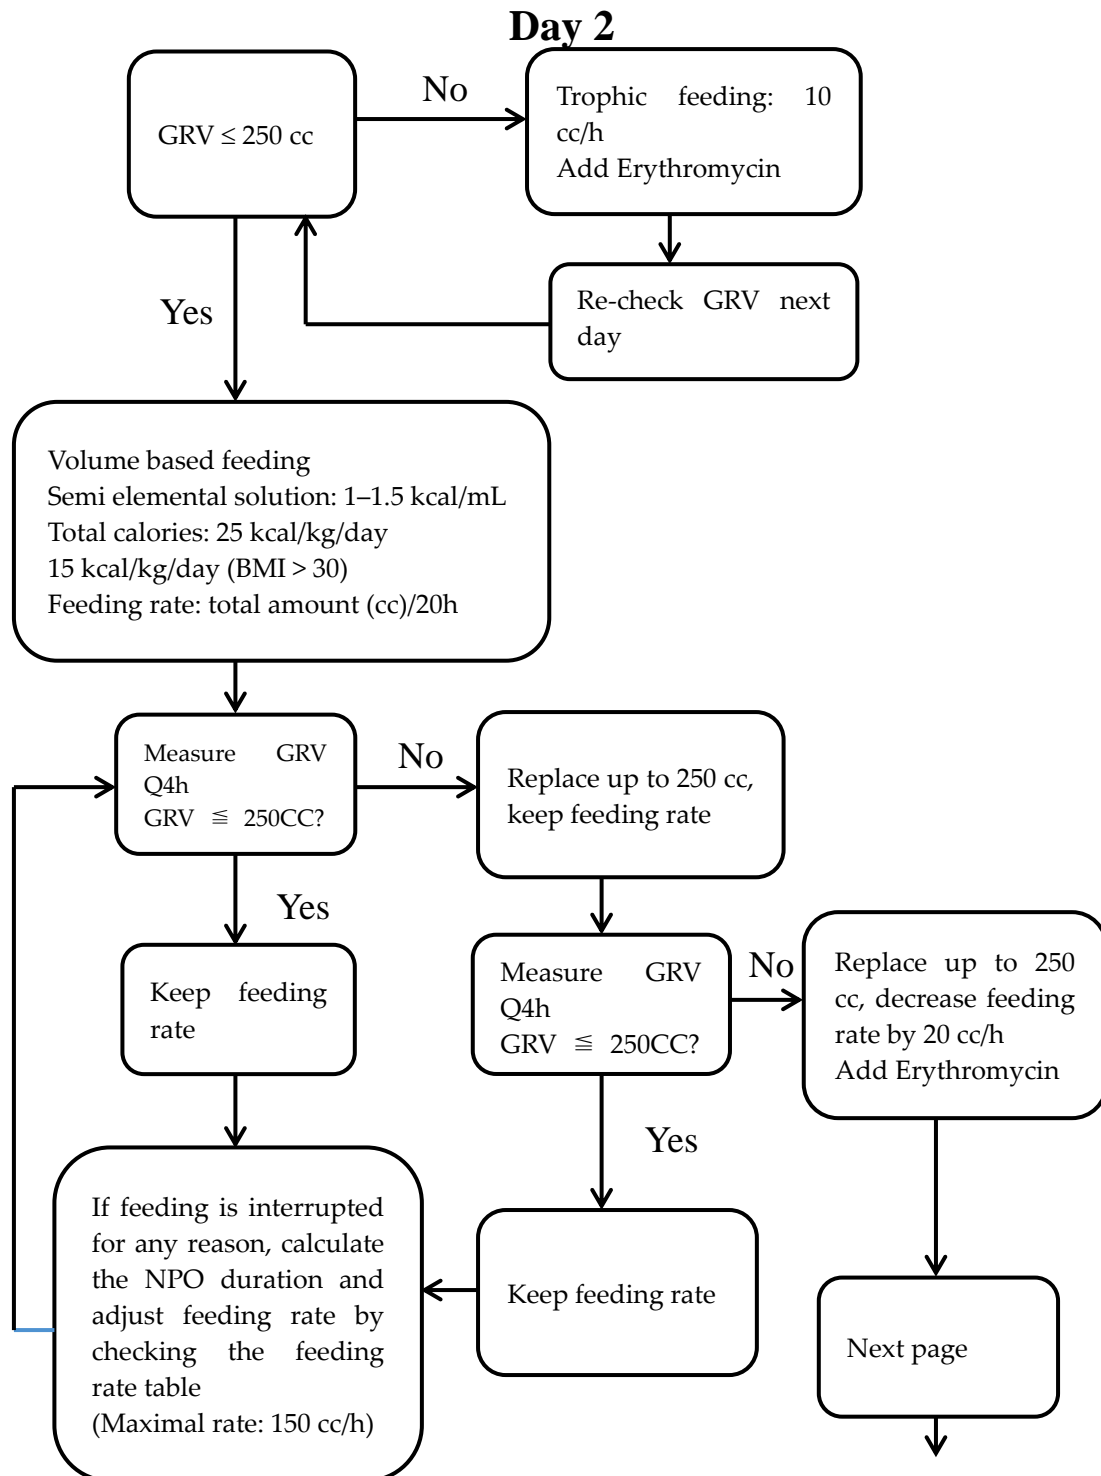 Day 2
GRV ≤ 250 cc
No
Trophic feeding: 10
cc/h
Add Erythromycin
Re-check GRV next
day
Yes
Volume based feeding
Semi elemental solution: 1–1.5 kcal/mL
Total calories: 25 kcal/kg/day
15 kcal/kg/day (BMI > 30)
Feeding rate: total amount (cc)/20h
Measure GRV
Q4h
GRV ≦ 250CC?
No
Replace up to 250 cc,
keep feeding rate
Yes
Keep feeding
rate
Measure GRV
Q4h
GRV ≦ 250CC?
No
Replace up to 250
cc, decrease feeding
rate by 20 cc/h
Add Erythromycin
Yes
If feeding is interrupted
for any reason, calculate
the NPO duration and
adjust feeding rate by
checking the feeding
rate table
(Maximal rate: 150 cc/h)
Keep feeding rate
Next page